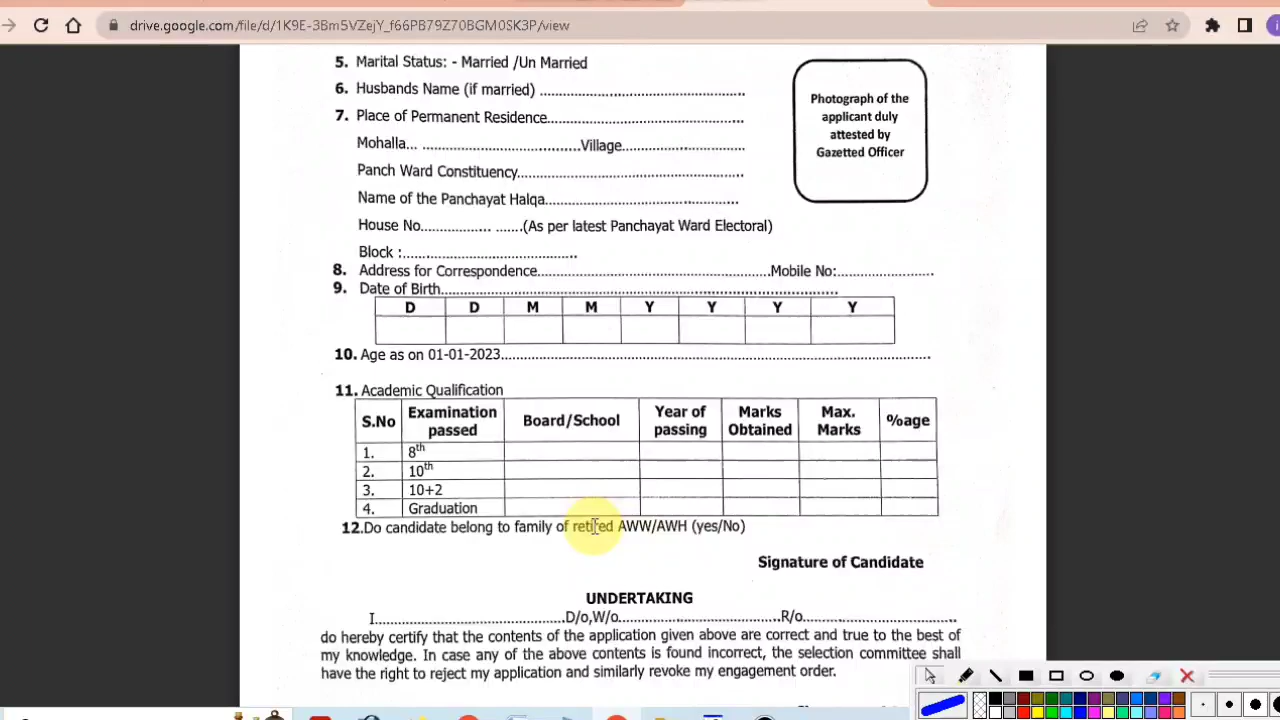 drive.google.com/file/d/1K9E-3Bm5VZejY_f66PB79Z70BGM0SK3P/view
5. Marital Status: - Married /Un Married
6. Husbands Name (if married) ..................................................
7. Place of Permanent Residence..................................................
Photograph of the
applicant duly
attested by
Gazetted Officer
Mohalla... ........................................Village...............................
Panch Ward Constituency..........................................................
Name of the Panchayat Halqa..................................................
House No.................. .......(As per latest Panchayat Ward Electoral)
Block :............................................
8. Address for Correspondence............................................................Mobile No:........................
9. Date of Birth....................................................................................................
D D M M Y Y Y Y
10. Age as on 01-01-2023...........................................................................................................
11. Academic Qualification
S.No Examination passed Board/School Year of passing Marks Obtained Max. Marks %age
1. 8th
2. 10th
3. 10+2
4. Graduation
12.Do candidate belong to family of retired AWW/AWH (yes/No)
Signature of Candidate
UNDERTAKING
I................................................D/o,W/o.........................................R/o............................................
do hereby certify that the contents of the application given above are correct and true to the best of
my knowledge. In case any of the above contents is found incorrect, the selection committee shall
have the right to reject my application and similarly revoke my engagement order.